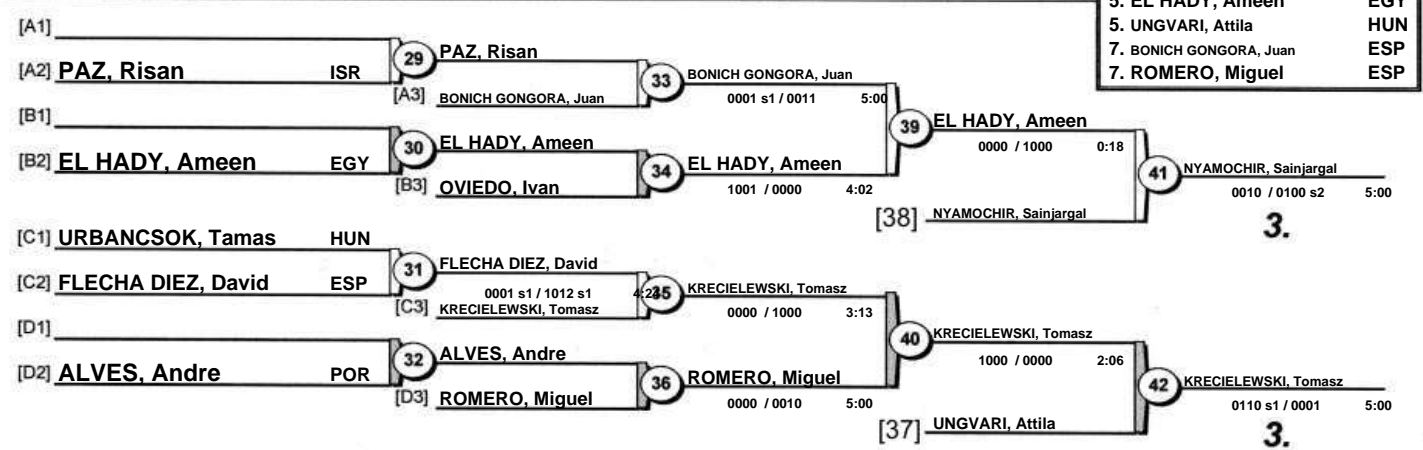 5. EL HADY, Ameen EGY
5. UNGVARI, Attila HUN
7. BONICH GONGORA, Juan ESP
7. ROMERO, Miguel ESP
[A1]
[A2] PAZ, Risan ISR
29
PAZ, Risan
[A3] BONICH GONGORA, Juan
33
BONICH GONGORA, Juan
0001 s1 / 0011 5:00
[B1]
[B2] EL HADY, Ameen EGY
30
EL HADY, Ameen
[B3] OVIEDO, Ivan
34
EL HADY, Ameen
1001 / 0000 4:02
39
EL HADY, Ameen
0000 / 1000 0:18
[38] NYAMOCHIR, Sainjargal
41
NYAMOCHIR, Sainjargal
0010 / 0100 s2 5:00
3.
[C1] URBANCSOK, Tamas HUN
[C2] FLECHA DIEZ, David ESP
31
FLECHA DIEZ, David
0001 s1 / 1012 s1
[C3] KRECIELEWSKI, Tomasz
35
KRECIELEWSKI, Tomasz
0000 / 1000 3:13
[D1]
[D2] ALVES, Andre POR
32
ALVES, Andre
[D3] ROMERO, Miguel
36
ROMERO, Miguel
0000 / 0010 5:00
40
KRECIELEWSKI, Tomasz
1000 / 0000 2:06
[37] UNGVARI, Attila
42
KRECIELEWSKI, Tomasz
0110 s1 / 0001 5:00
3.